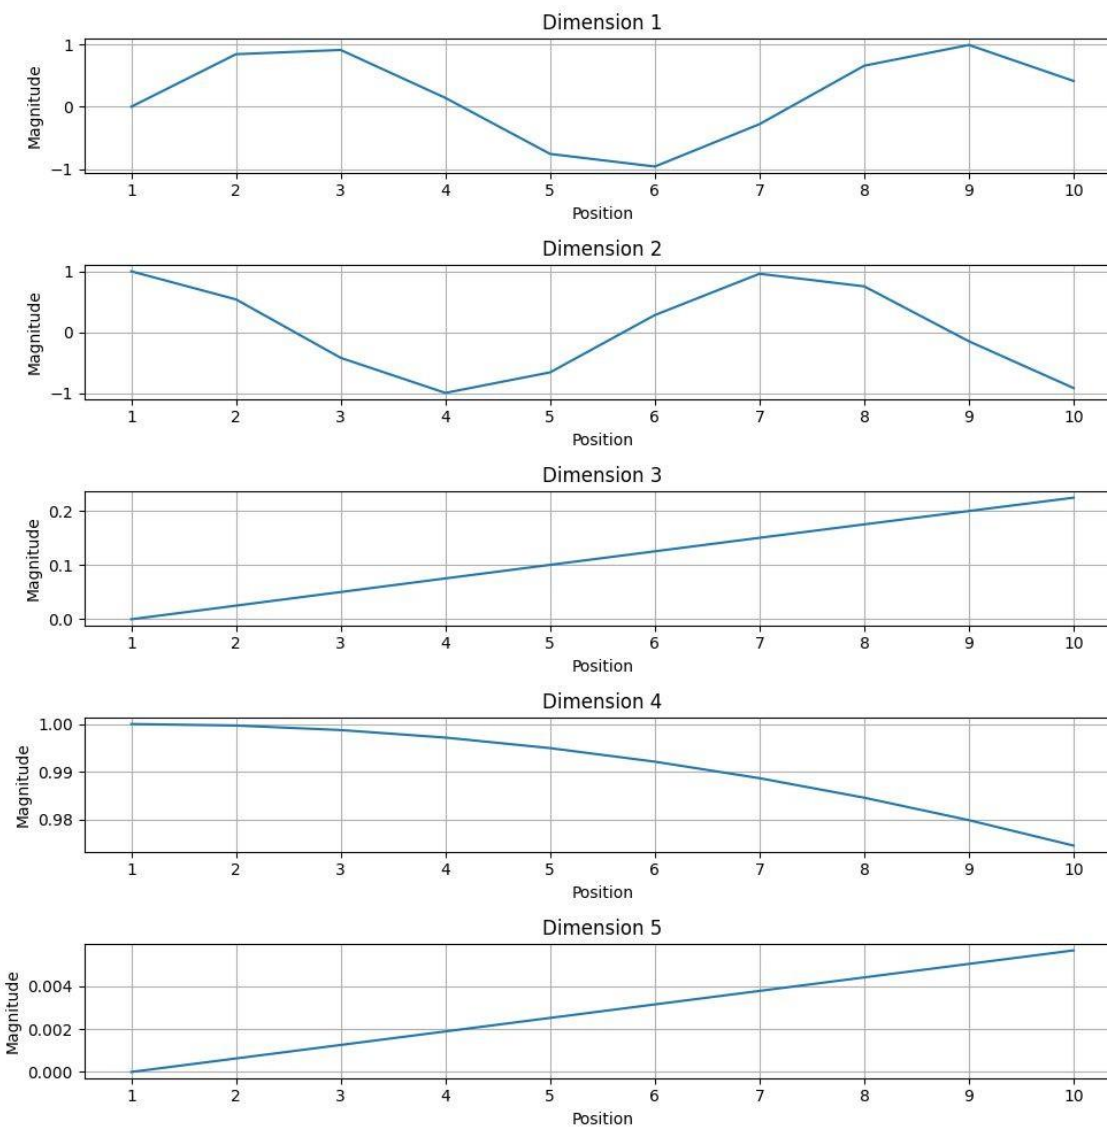 Dimension 1
Magnitude
1
0
−1
1 2 3 4 5 6 7 8 9 10
Position
Dimension 2
Magnitude
1
0
−1
1 2 3 4 5 6 7 8 9 10
Position
Dimension 3
Magnitude
0.2
0.1
0.0
1 2 3 4 5 6 7 8 9 10
Position
Dimension 4
Magnitude
1.00
0.99
0.98
1 2 3 4 5 6 7 8 9 10
Position
Dimension 5
Magnitude
0.004
0.002
0.000
1 2 3 4 5 6 7 8 9 10
Position